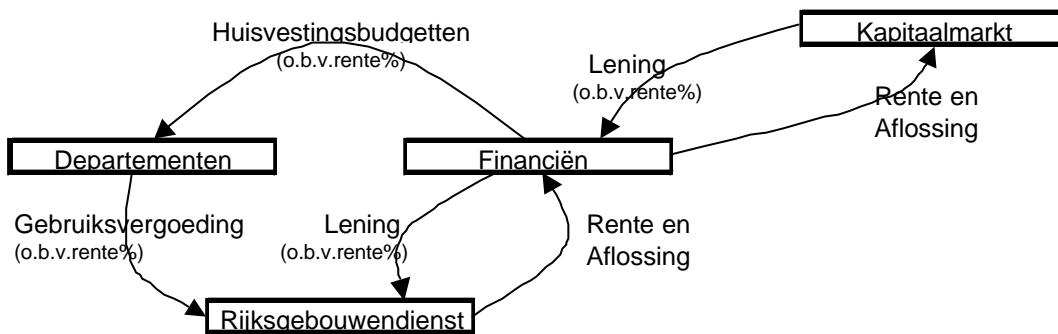 Huisvestingsbudgetten
(o.b.v.rente%)
Kapitaalmarkt
Lening
(o.b.v.rente%)
Rente en
Aflossing
Departementen
Financiën
Gebruiksvergoeding
(o.b.v.rente%)
Lening
(o.b.v.rente%)
Rente en
Aflossing
Rijksgebouwendienst